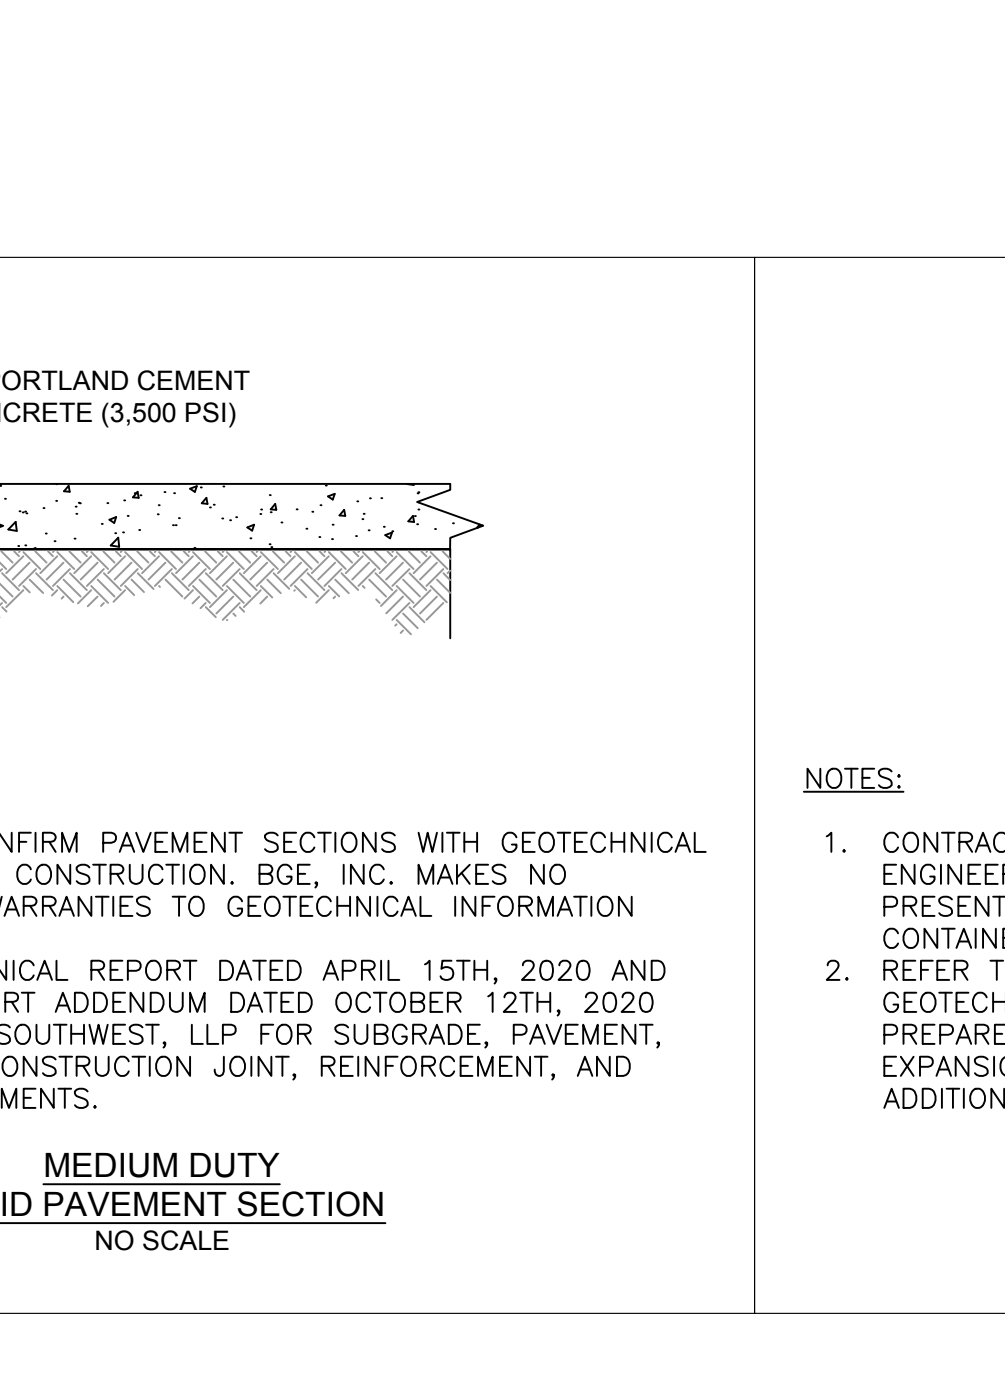 PORTLAND CEMENT
NCRETE (3,500 PSI)
NFIRM PAVEMENT SECTIONS WITH GEOTECHNICAL
CONSTRUCTION. BGE, INC. MAKES NO
WARRANTIES TO GEOTECHNICAL INFORMATION
NICAL REPORT DATED APRIL 15TH, 2020 AND
RT ADDENDUM DATED OCTOBER 12TH, 2020
SOUTHWEST, LLP FOR SUBGRADE, PAVEMENT,
ONSTRUCTION JOINT, REINFORCEMENT, AND
MENTS.
MEDIUM DUTY
ID PAVEMENT SECTION
NO SCALE
NOTES:
1. CONTRAC
ENGINEER
PRESENT
CONTAINE
2. REFER T
GEOTECH
PREPARE
EXPANSIO
ADDITION